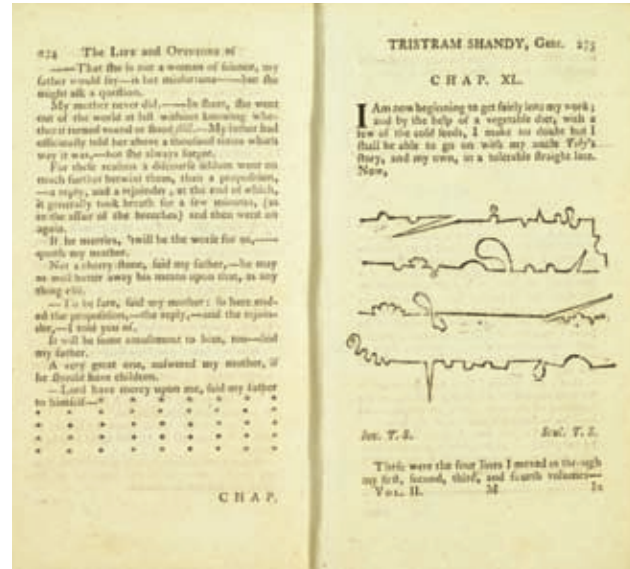 274 The Life and Opinions of
——That she is not a woman of science, my
father would say—is her misfortune——but she
might ask a question.
My mother never did.——In short, she went
out of the world at last without knowing whe-
ther it turned round or stood still.—My father had
officiously told her above a thousand times which
way it was,—but she always forgot.
For these reasons a discourse seldom went on
much further betwixt them, than a proposition,
—a reply, and a rejoinder; at the end of which,
it generally took breath for a few minutes, (as
in the affair of the breeches) and then went on
again.
If he marries, 'twill be the worse for us,——
quoth my mother.
Not a cherry-stone, said my father,—he may
as well batter away his means upon that, as any
thing else.
—To be sure, said my mother: so here end-
ed the proposition,—the reply,—and the rejoin-
der,—I told you of.
It will be some amusement to him, too—said
my father.
A very great one, answered my mother, if
he should have children.
—Lord have mercy upon me, said my father
to himself—* * * * * * * *
* * * * * * * * *
* * * * * * * * *
* * * * * * * * *
* * * * * * * * *
CHAP.
TRISTRAM SHANDY, Gent. 275
CHAP. XL.
I Am now beginning to get fairly into my work;
and by the help of a vegetable diet, with a
few of the cold seeds, I make no doubt but I
shall be able to go on with my uncle Toby's
story, and my own, in a tolerable straight line.
Now,
Inv. T. S. Scul. T. S.
These were the four lines I moved in through
my first, second, third, and fourth volumes—
VOL. II. M In